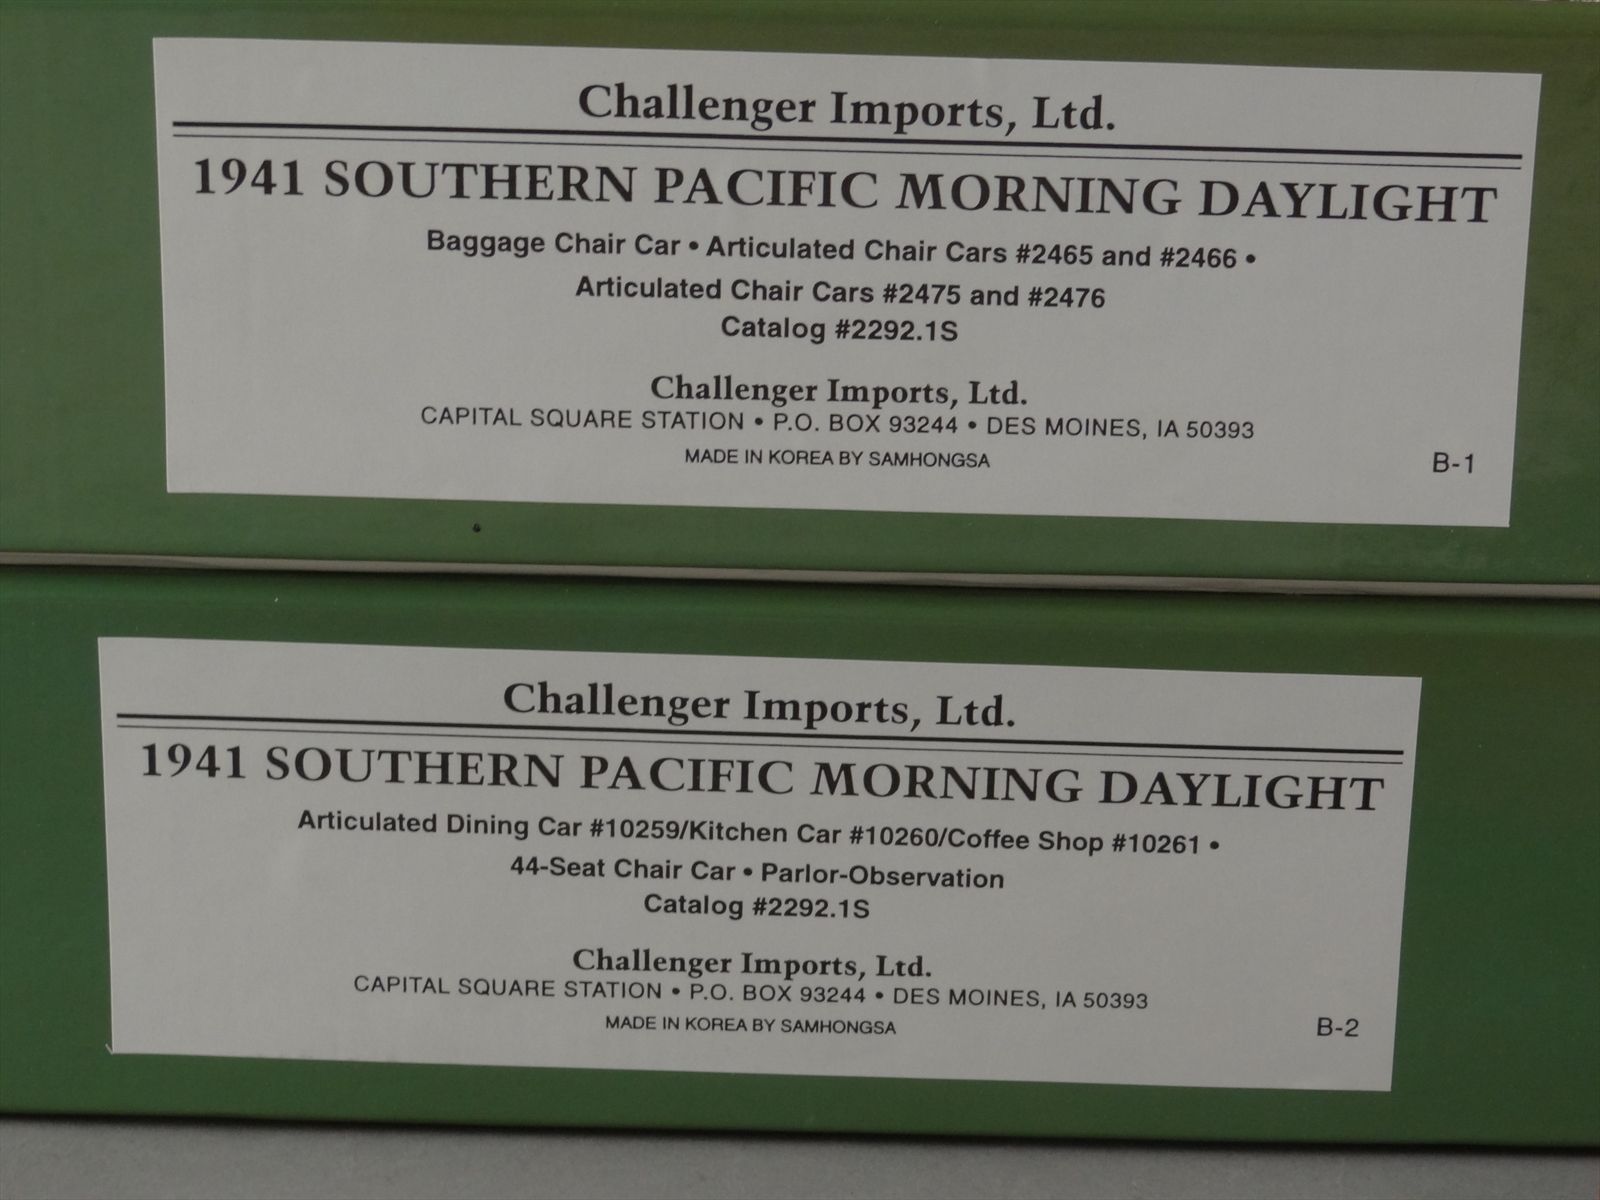 Challenger Imports, Ltd.
1941 SOUTHERN PACIFIC MORNING DAYLIGHT
Baggage Chair Car • Articulated Chair Cars #2465 and #2466 •
Articulated Chair Cars #2475 and #2476
Catalog #2292.1S
Challenger Imports, Ltd.
CAPITAL SQUARE STATION • P.O. BOX 93244 • DES MOINES, IA 50393
MADE IN KOREA BY SAMHONGSA
B-1
Challenger Imports, Ltd.
1941 SOUTHERN PACIFIC MORNING DAYLIGHT
Articulated Dining Car #10259/Kitchen Car #10260/Coffee Shop #10261 •
44-Seat Chair Car • Parlor-Observation
Catalog #2292.1S
Challenger Imports, Ltd.
CAPITAL SQUARE STATION • P.O. BOX 93244 • DES MOINES, IA 50393
MADE IN KOREA BY SAMHONGSA
B-2